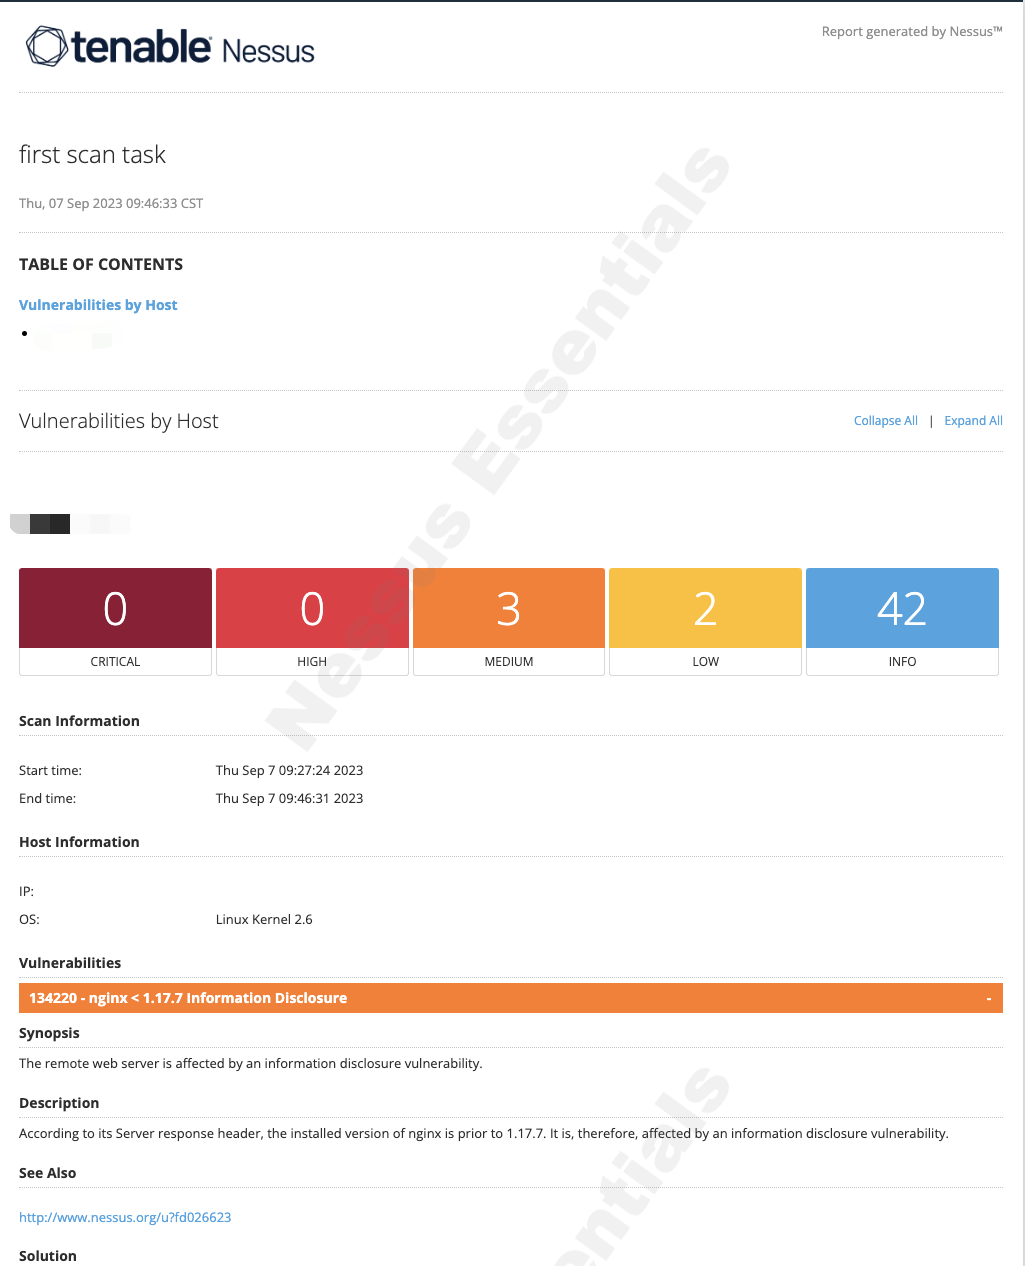 tenable Nessus
Report generated by Nessus™
first scan task
Thu, 07 Sep 2023 09:46:33 CST
TABLE OF CONTENTS
Vulnerabilities by Host
•
Vulnerabilities by Host
Collapse All | Expand All
0 0 3 2 42
CRITICAL HIGH MEDIUM LOW INFO
Scan Information
Start time: Thu Sep 7 09:27:24 2023
End time: Thu Sep 7 09:46:31 2023
Host Information
IP:
OS: Linux Kernel 2.6
Vulnerabilities
134220 - nginx < 1.17.7 Information Disclosure -
Synopsis
The remote web server is affected by an information disclosure vulnerability.
Description
According to its Server response header, the installed version of nginx is prior to 1.17.7. It is, therefore, affected by an information disclosure vulnerability.
See Also
http://www.nessus.org/u?fd026623
Solution
Nessus Essentials
entials